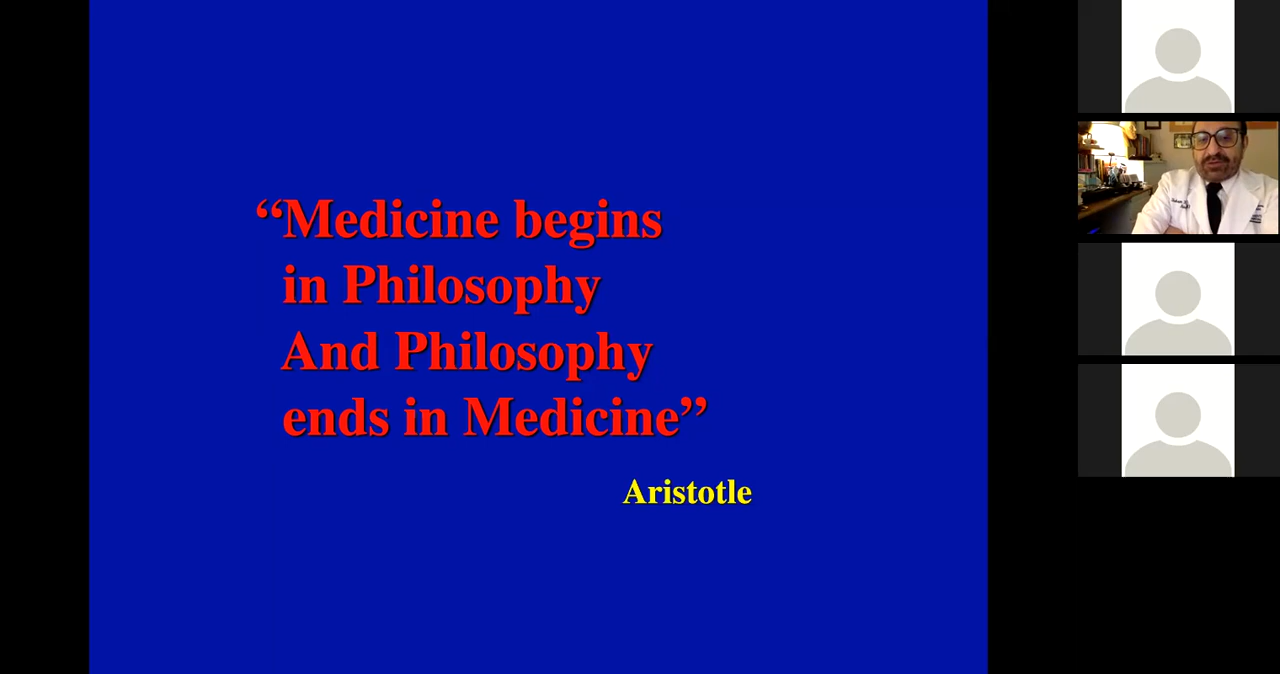 “Medicine begins
in Philosophy
And Philosophy
ends in Medicine”
Aristotle